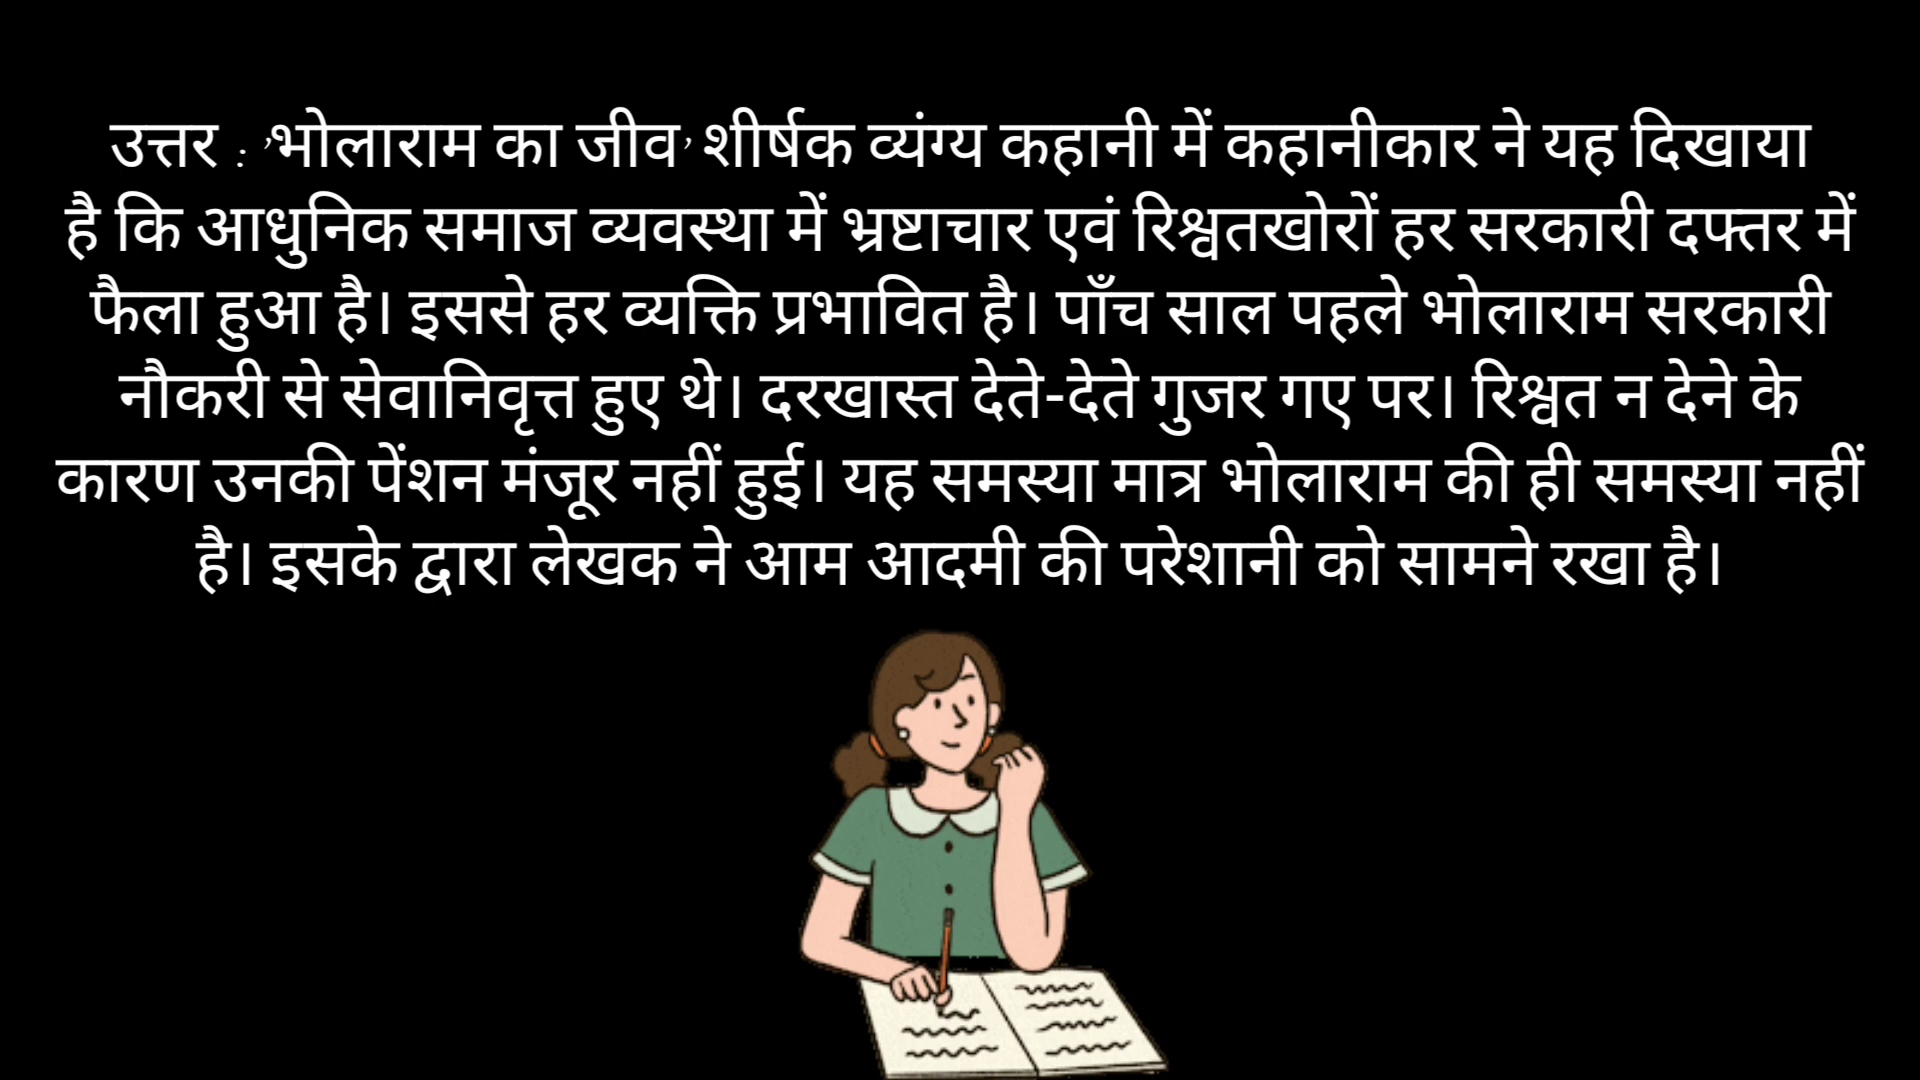 उत्तर : 'भोलाराम का जीव' शीर्षक व्यंग्य कहानी में कहानीकार ने यह दिखाया
है कि आधुनिक समाज व्यवस्था में भ्रष्टाचार एवं रिश्वतखोरों हर सरकारी दफ्तर में
फैला हुआ है। इससे हर व्यक्ति प्रभावित है। पाँच साल पहले भोलाराम सरकारी
नौकरी से सेवानिवृत्त हुए थे। दरखास्त देते-देते गुजर गए पर। रिश्वत न देने के
कारण उनकी पेंशन मंजूर नहीं हुई। यह समस्या मात्र भोलाराम की ही समस्या नहीं
है। इसके द्वारा लेखक ने आम आदमी की परेशानी को सामने रखा है।